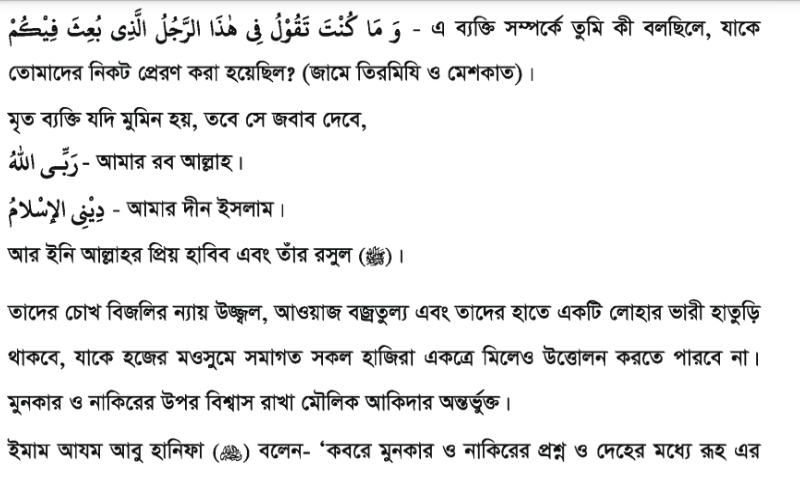 وَ مَا كُنْتَ تَقُوْلُ فِى هٰذَا الرَّجُلُ الَّذِى بُعِثَ فِيْكُمْ - এ ব্যক্তি সম্পর্কে তুমি কী বলছিলে, যাকে
তোমাদের নিকট প্রেরণ করা হয়েছিল? (জামে তিরমিযি ও মেশকাত)।
মৃত ব্যক্তি যদি মুমিন হয়, তবে সে জবাব দেবে,
رَبِّـى اللهُ - আমার রব আল্লাহ।
دِيْنِى الإسْلَامُ - আমার দীন ইসলাম।
আর ইনি আল্লাহর প্রিয় হাবিব এবং তাঁর রসুল (ﷺ)।
তাদের চোখ বিজলির ন্যায় উজ্জ্বল, আওয়াজ বজ্রতুল্য এবং তাদের হাতে একটি লোহার ভারী হাতুড়ি
থাকবে, যাকে হজের মওসুমে সমাগত সকল হাজিরা একত্রে মিলেও উত্তোলন করতে পারবে না।
মুনকার ও নাকিরের উপর বিশ্বাস রাখা মৌলিক আকিদার অন্তর্ভুক্ত।
ইমাম আযম আবু হানিফা () বলেন- ‘কবরে মুনকার ও নাকিরের প্রশ্ন ও দেহের মধ্যে রূহ এর